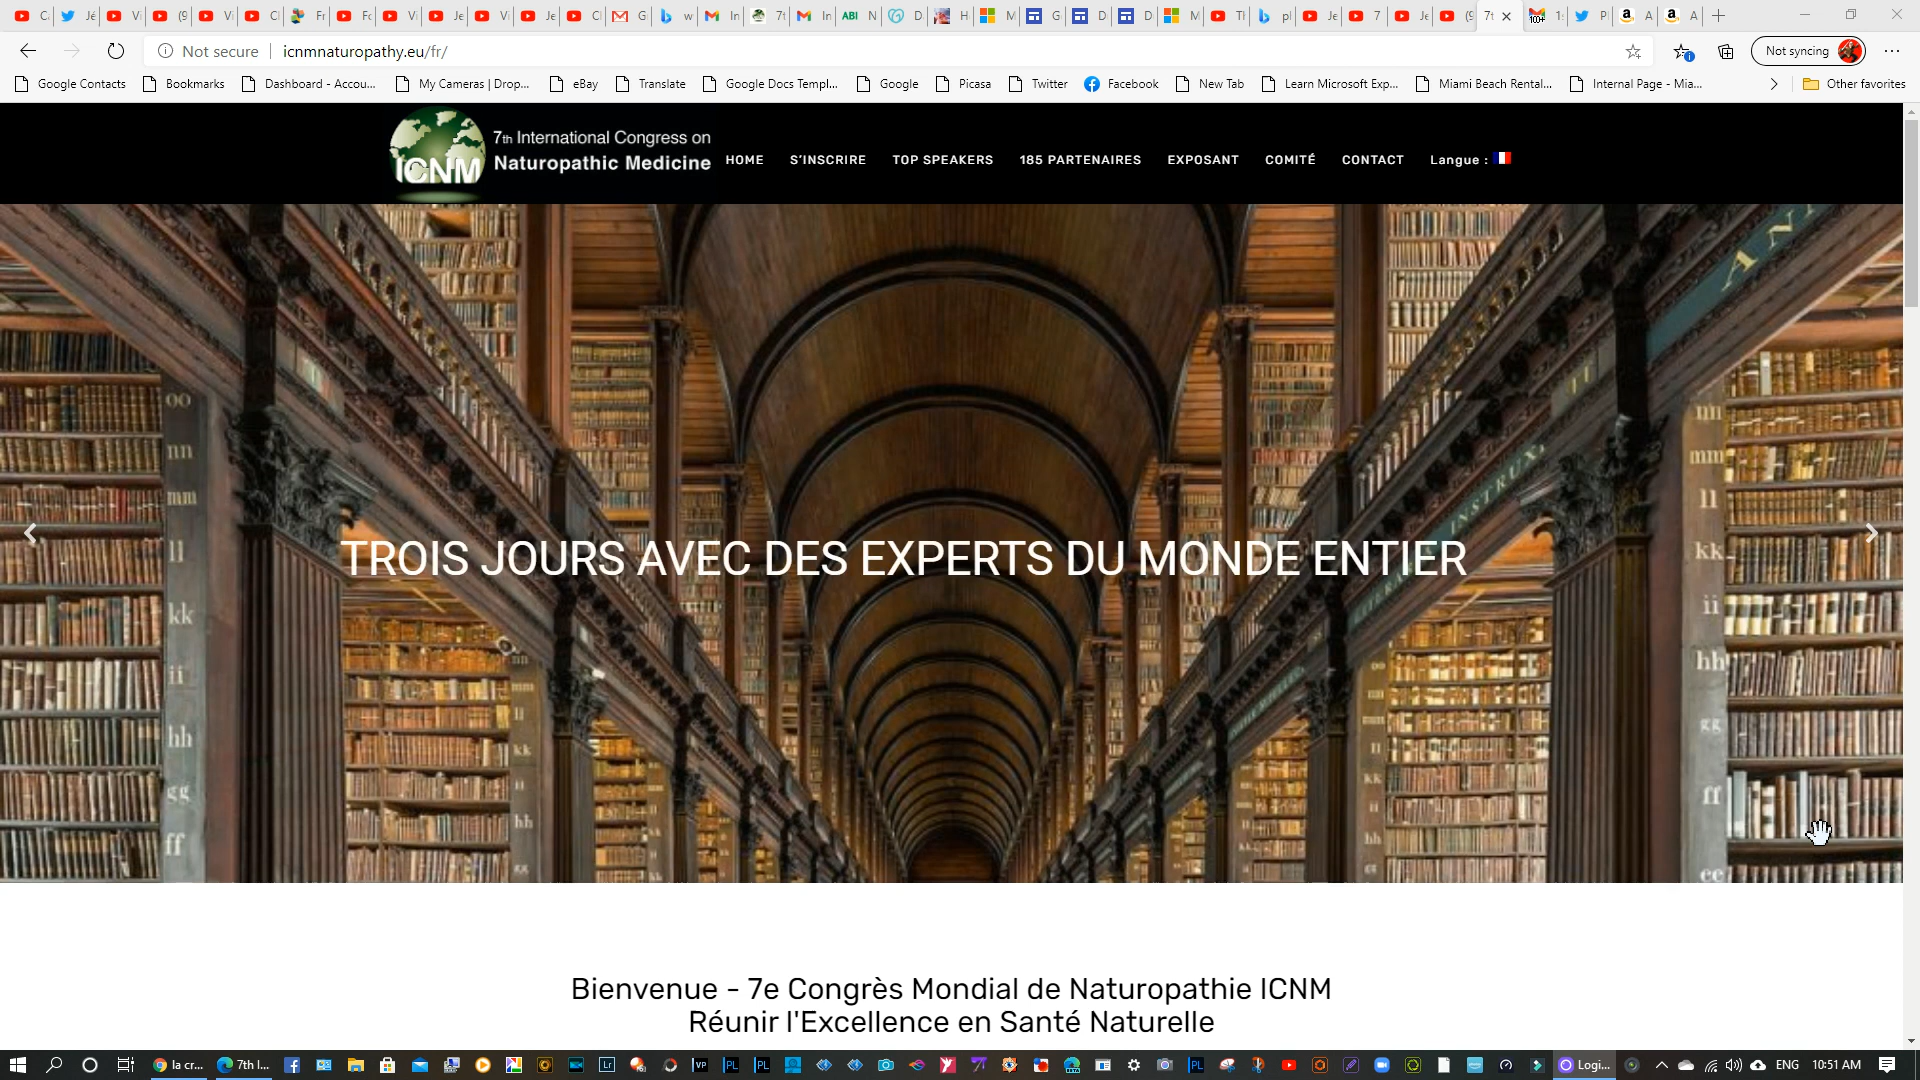 Not secure
icnmnaturopathy.eu/fr/
Not syncing
Google Contacts
Bookmarks
Dashboard - Accou...
My Cameras | Drop...
eBay
Translate
Google Docs Templ...
Google
Picasa
Twitter
Facebook
New Tab
Learn Microsoft Exp...
Miami Beach Rental...
Internal Page - Mia...
Other favorites
ICNM
7th International Congress on
Naturopathic Medicine
HOME
S'INSCRIRE
TOP SPEAKERS
185 PARTENAIRES
EXPOSANT
COMITÉ
CONTACT
Langue :
TROIS JOURS AVEC DES EXPERTS DU MONDE ENTIER
Bienvenue - 7e Congrès Mondial de Naturopathie ICNM
Réunir l'Excellence en Santé Naturelle
la cr...
7th I...
Logi...
ENG
10:51 AM